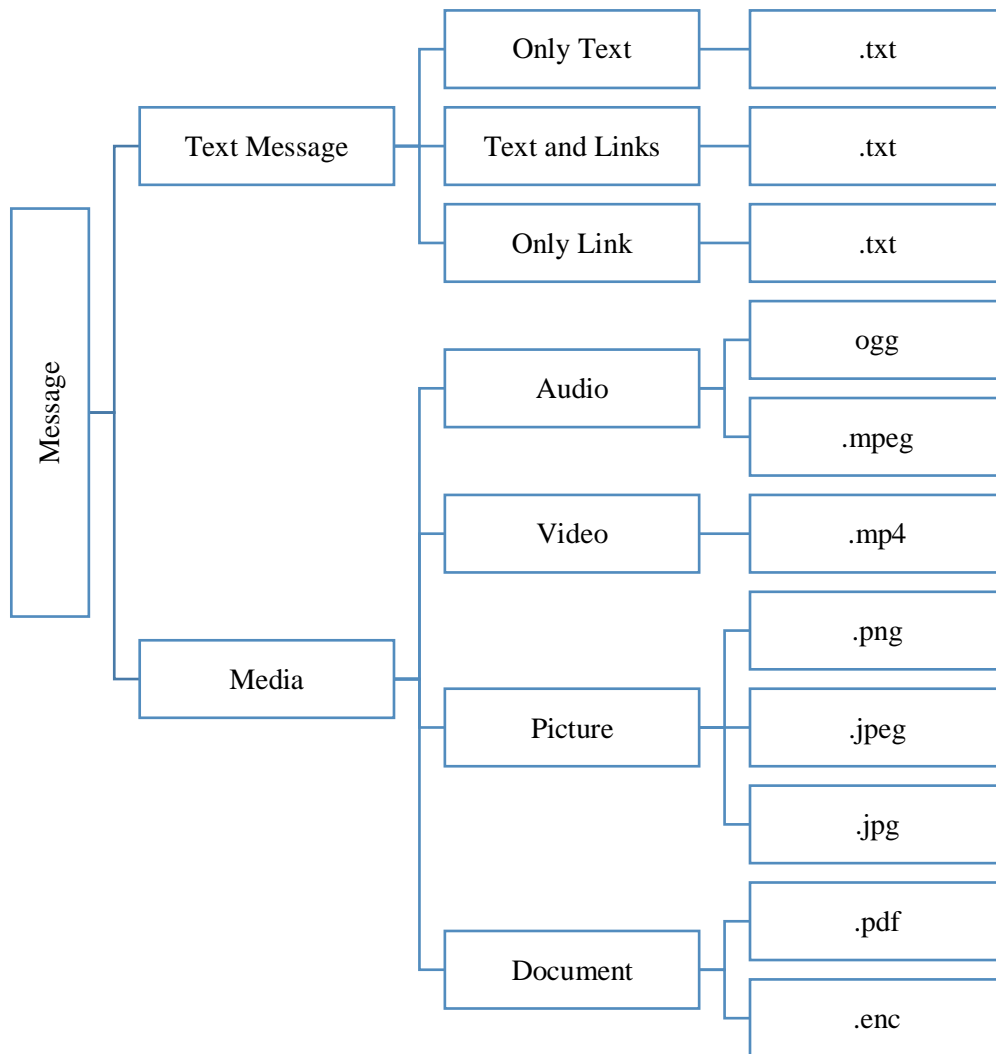 Message
Text Message
Only Text
.txt
Text and Links
.txt
Only Link
.txt
Media
Audio
ogg
.mpeg
Video
.mp4
Picture
.png
.jpeg
.jpg
Document
.pdf
.enc